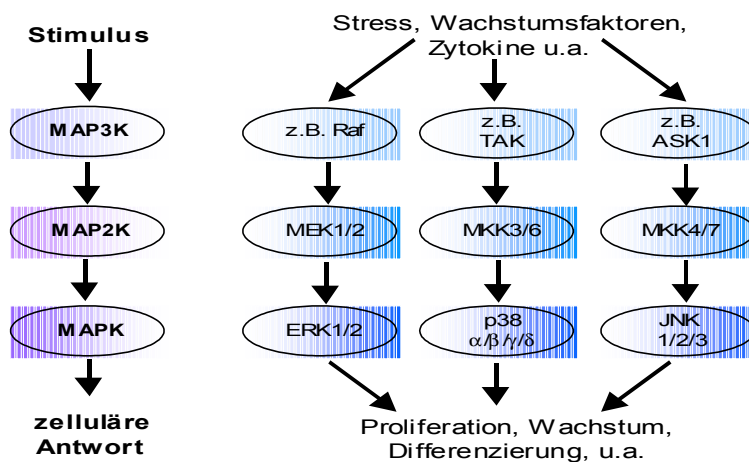 Stimulus
MAP3K
MAP2K
MAPK
zelluläre
Antwort
Stress, Wachstumsfaktoren,
Zytokine u.a.
z.B. Raf
z.B.
TAK
z.B.
ASK1
MEK1/2
MKK3/6
MKK4/7
ERK1/2
p38
α/β/γ/δ
JNK
1/2/3
Proliferation, Wachstum,
Differenzierung, u.a.